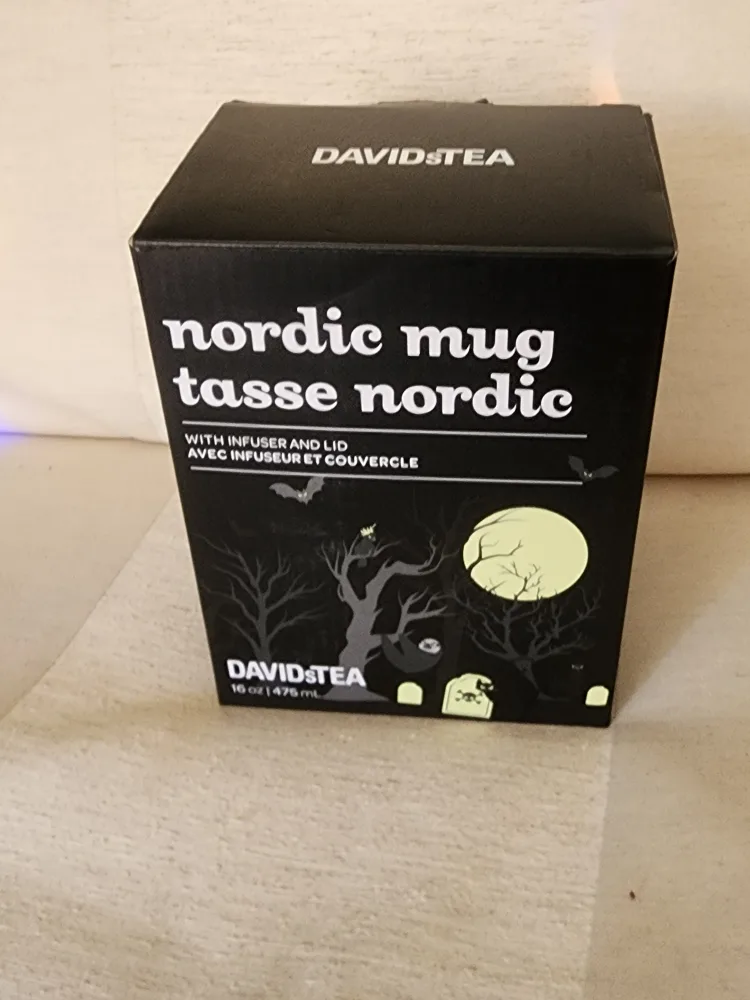 DAVIDsTEA
nordic mug
tasse nordic
WITH INFUSER AND LID
AVEC INFUSEUR ET COUVERCLE
DAVIDsTEA
16 oz | 475 mL